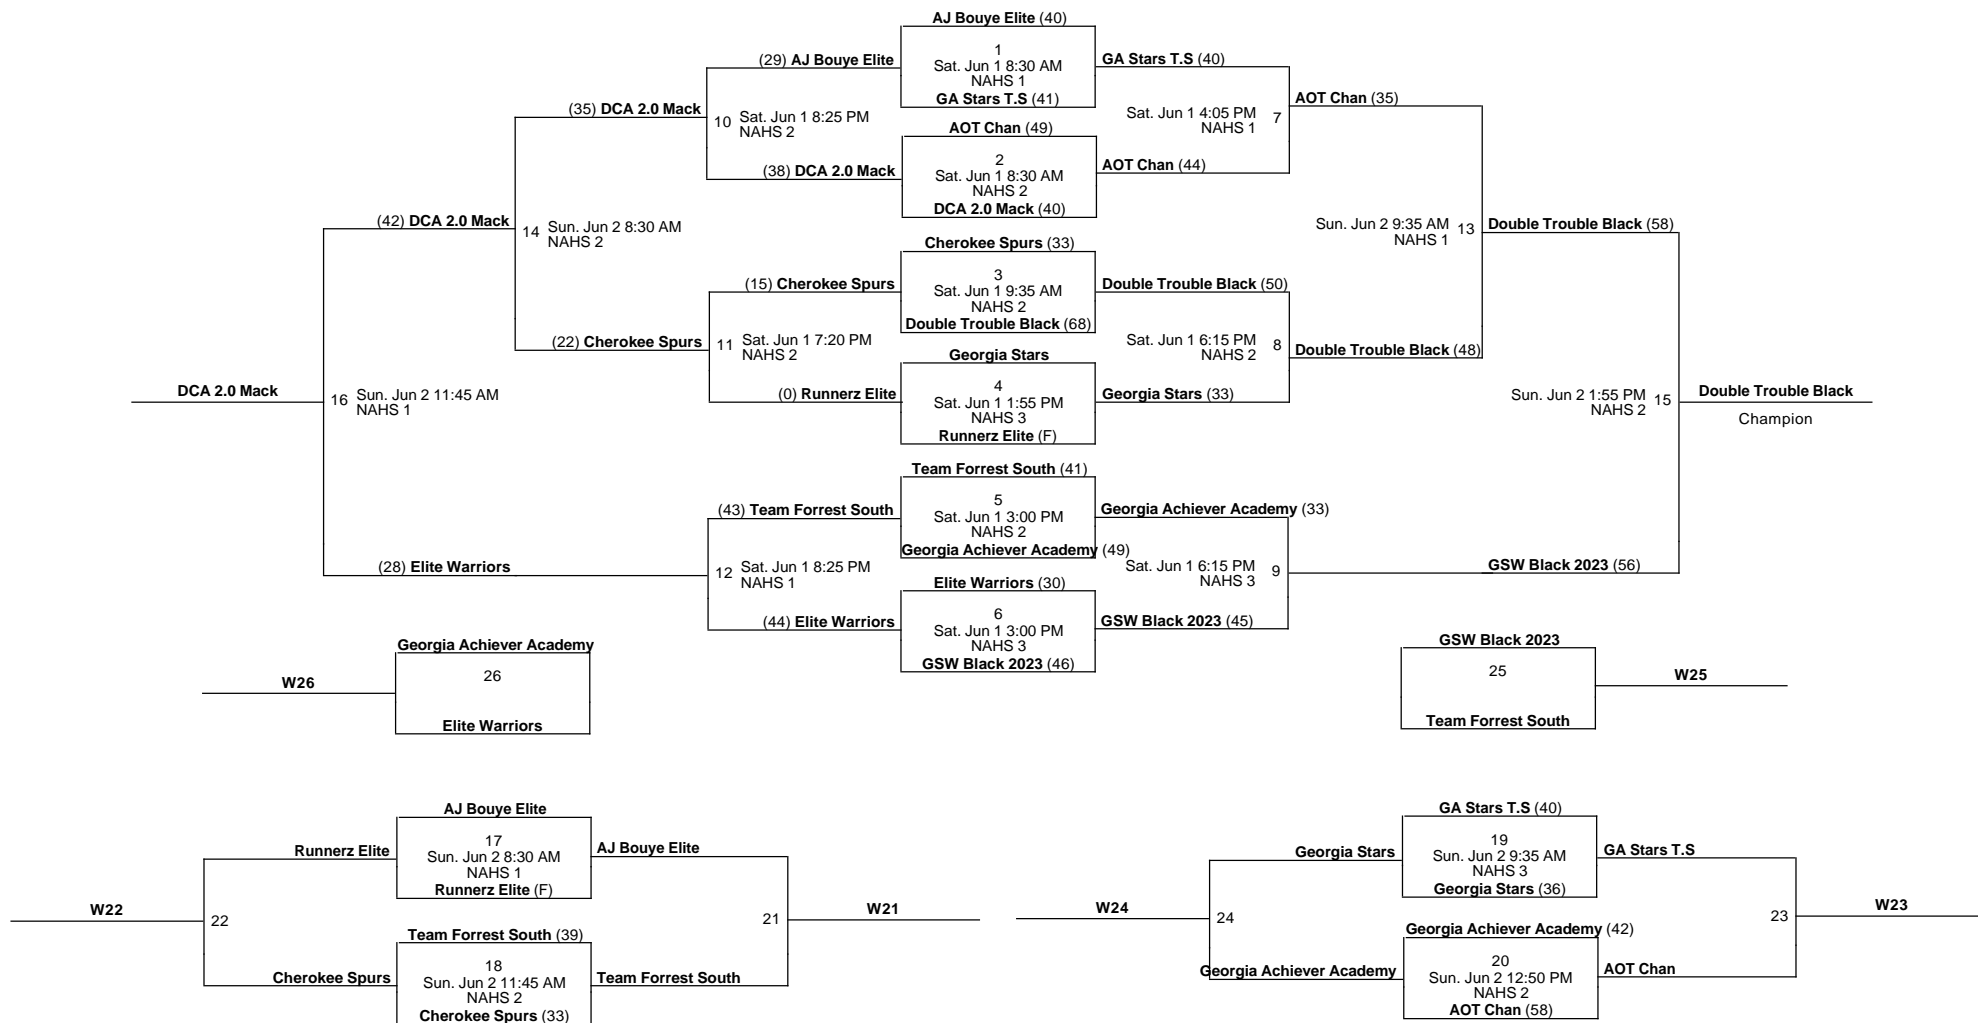 AJ Bouye Elite (40)
1
Sat. Jun 1 8:30 AM
NAHS 1
GA Stars T.S (41)
(29) AJ Bouye Elite
GA Stars T.S (40)
(35) DCA 2.0 Mack
10 Sat. Jun 1 8:25 PM
NAHS 2
Sat. Jun 1 4:05 PM 7
NAHS 1
AOT Chan (35)
AOT Chan (49)
2
Sat. Jun 1 8:30 AM
NAHS 2
DCA 2.0 Mack (40)
(38) DCA 2.0 Mack
AOT Chan (44)
(42) DCA 2.0 Mack
14 Sun. Jun 2 8:30 AM
NAHS 2
Sun. Jun 2 9:35 AM 13
NAHS 1
Double Trouble Black (58)
Cherokee Spurs (33)
3
Sat. Jun 1 9:35 AM
NAHS 2
Double Trouble Black (68)
(15) Cherokee Spurs
Double Trouble Black (50)
(22) Cherokee Spurs
11 Sat. Jun 1 7:20 PM
NAHS 2
Sat. Jun 1 6:15 PM 8
NAHS 2
Double Trouble Black (48)
Georgia Stars
4
Sat. Jun 1 1:55 PM
NAHS 3
Runnerz Elite (F)
(0) Runnerz Elite
Georgia Stars (33)
DCA 2.0 Mack
16 Sun. Jun 2 11:45 AM
NAHS 1
Sun. Jun 2 1:55 PM 15
NAHS 2
Double Trouble Black
Champion
Team Forrest South (41)
5
Sat. Jun 1 3:00 PM
NAHS 2
Georgia Achiever Academy (49)
(43) Team Forrest South
Georgia Achiever Academy (33)
(28) Elite Warriors
12 Sat. Jun 1 8:25 PM
NAHS 1
Sat. Jun 1 6:15 PM 9
NAHS 3
GSW Black 2023 (56)
Elite Warriors (30)
6
Sat. Jun 1 3:00 PM
NAHS 3
GSW Black 2023 (46)
(44) Elite Warriors
GSW Black 2023 (45)
Georgia Achiever Academy
26
Elite Warriors
W26
GSW Black 2023
25
Team Forrest South
W25
AJ Bouye Elite
17
Sun. Jun 2 8:30 AM
NAHS 1
Runnerz Elite (F)
Runnerz Elite
AJ Bouye Elite
W22
22
21
W21
Team Forrest South (39)
18
Sun. Jun 2 11:45 AM
NAHS 2
Cherokee Spurs (33)
Cherokee Spurs
Team Forrest South
GA Stars T.S (40)
19
Sun. Jun 2 9:35 AM
NAHS 3
Georgia Stars (36)
Georgia Stars
GA Stars T.S
W24
24
23
W23
Georgia Achiever Academy (42)
20
Sun. Jun 2 12:50 PM
NAHS 2
AOT Chan (58)
Georgia Achiever Academy
AOT Chan